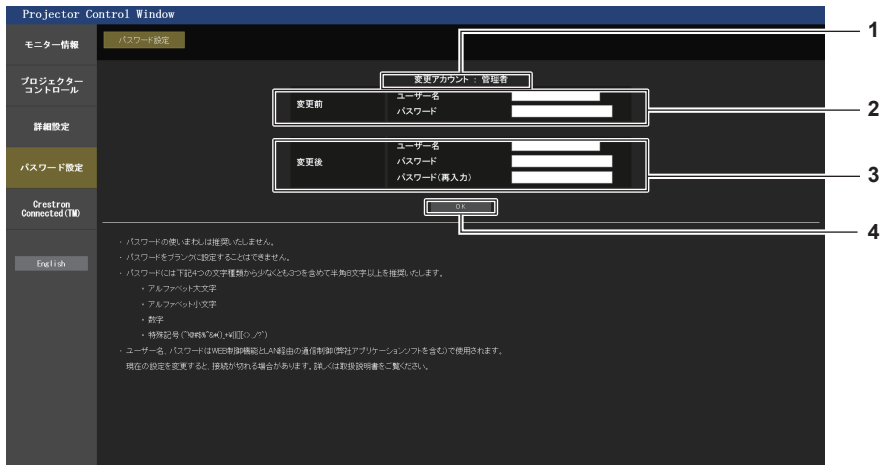 Projector Control Window
モニター情報
パスワード設定
1
プロジェクター
コントロール
変更アカウント : 管理者
変更前
ユーザー名
パスワード
2
詳細設定
パスワード設定
変更後
ユーザー名
パスワード
パスワード(再入力)
3
Crestron
Connected(TM)
OK
4
English
・ パスワードの使いまわしは推奨いたしません。
・ パスワードをブランクに設定することはできません。
・ パスワードには下記4つの文字種類から少なくとも3つを含めて半角8文字以上を推奨いたします。
・ アルファベット大文字
・ アルファベット小文字
・ 数字
・ 特殊記号
・ ユーザー名、パスワードはWEB制御機能とLAN経由の通信制御(弊社アプリケーションソフトを含む)で使用されます。
現在の設定を変更すると、接続が切れる場合があります。詳しくは取扱説明書をご覧ください。